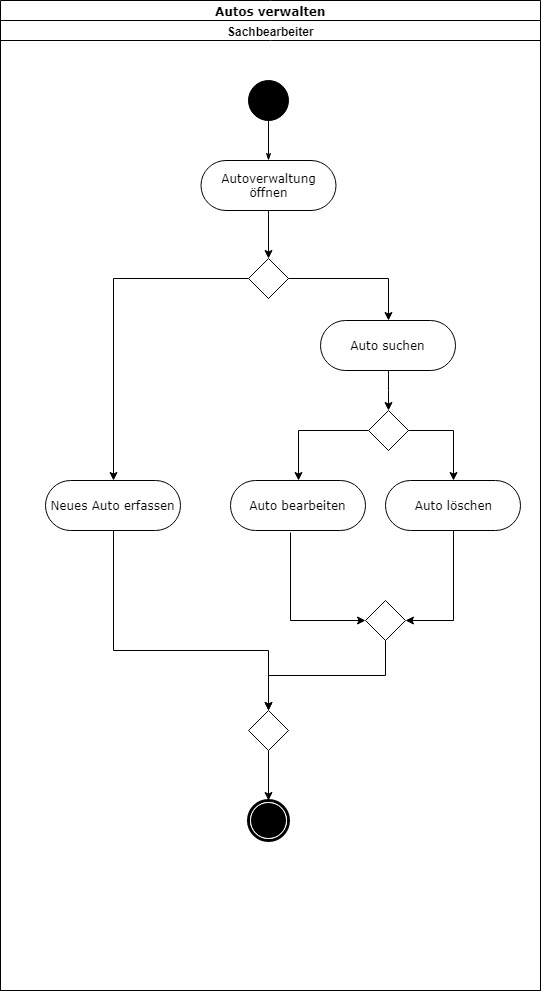 Autos verwalten
Sachbearbeiter
Autoverwaltung
öffnen
Auto suchen
Neues Auto erfassen
Auto bearbeiten
Auto löschen